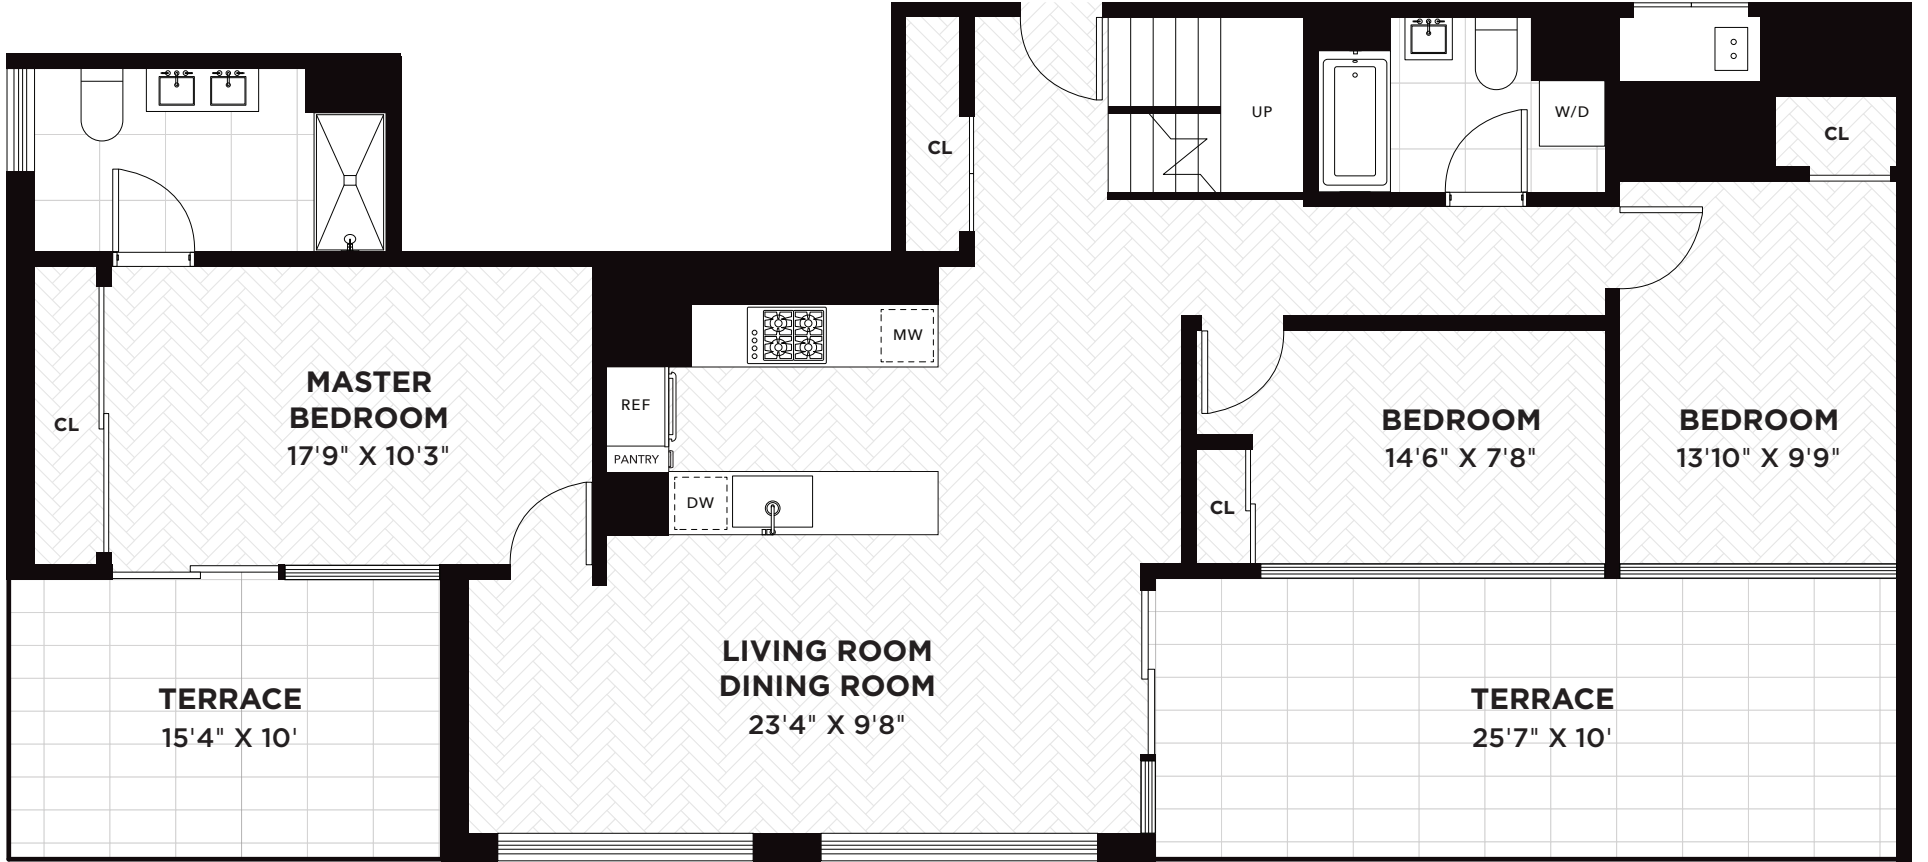 UP
W/D
CL
CL
MW
MASTER
BEDROOM
17'9" X 10'3"
CL
REF
PANTRY
DW
BEDROOM
14'6" X 7'8"
CL
BEDROOM
13'10" X 9'9"
LIVING ROOM
DINING ROOM
23'4" X 9'8"
TERRACE
15'4" X 10'
TERRACE
25'7" X 10'